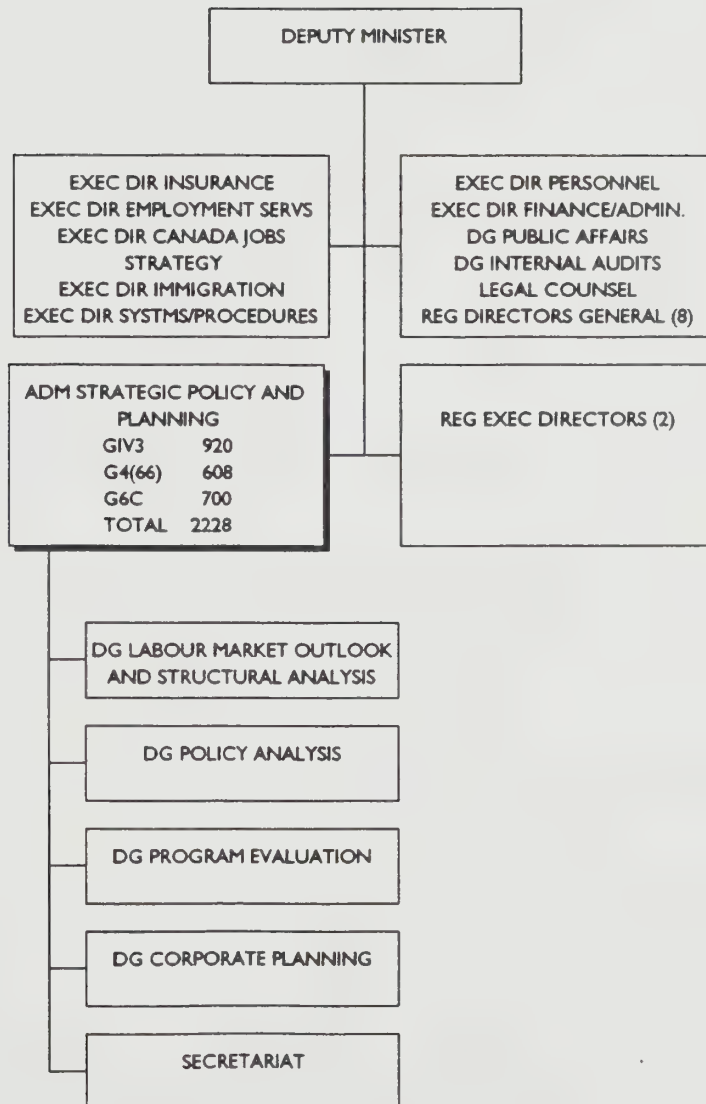 DEPUTY MINISTER
EXEC DIR INSURANCE
EXEC DIR EMPLOYMENT SERVS
EXEC DIR CANADA JOBS
STRATEGY
EXEC DIR IMMIGRATION
EXEC DIR SYSTMS/PROCEDURES
EXEC DIR PERSONNEL
EXEC DIR FINANCE/ADMIN.
DG PUBLIC AFFAIRS
DG INTERNAL AUDITS
LEGAL COUNSEL
REG DIRECTORS GENERAL (8)
ADM STRATEGIC POLICY AND
PLANNING
GIV3 920
G4(66) 608
G6C 700
TOTAL 2228
REG EXEC DIRECTORS (2)
DG LABOUR MARKET OUTLOOK
AND STRUCTURAL ANALYSIS
DG POLICY ANALYSIS
DG PROGRAM EVALUATION
DG CORPORATE PLANNING
SECRETARIAT